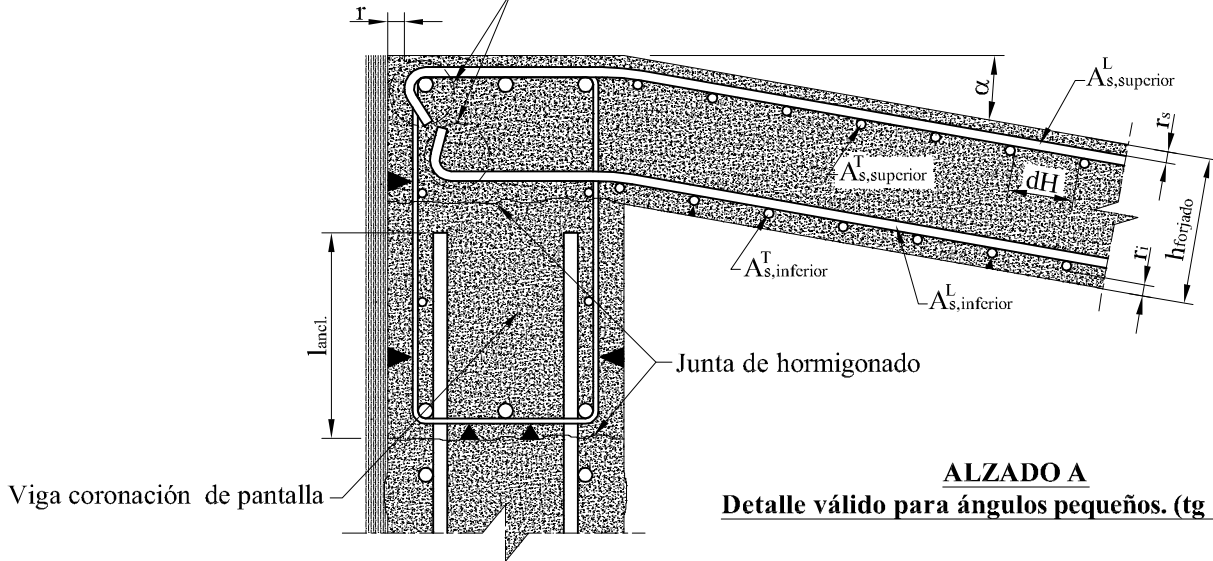 r
α
A^L_s,superior
r_s
A^T_s,superior
dH
h_forjado
r_i
A^T_s,inferior
A^L_s,inferior
l_ancl.
Junta de hormigonado
Viga coronación de pantalla
ALZADO A
Detalle válido para ángulos pequeños. (tg